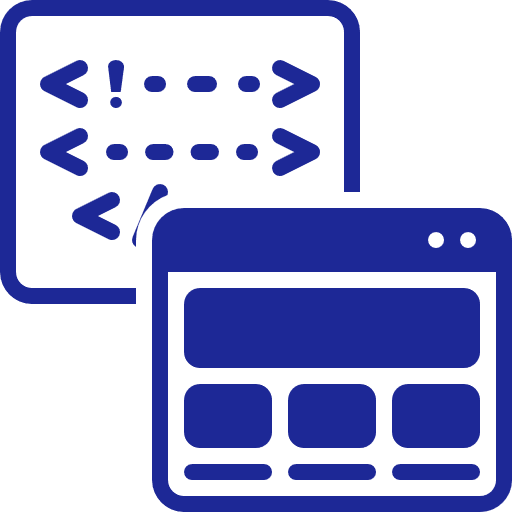 <! - - ->
<- - - ->
</